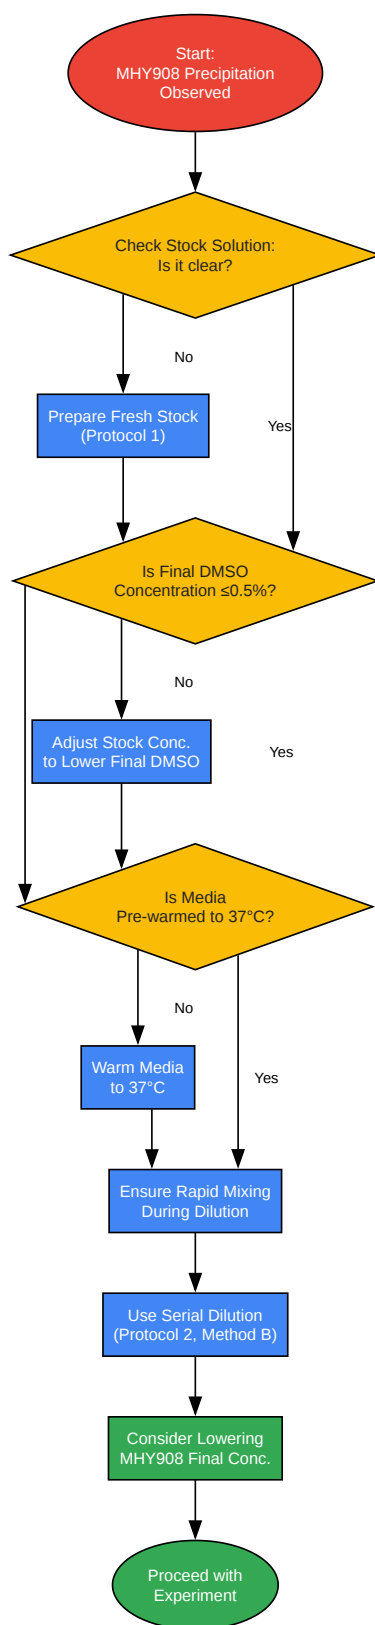 Start:
MHY908 Precipitation
Observed
Check Stock Solution:
Is it clear?
No
Prepare Fresh Stock
(Protocol 1)
Yes
Is Final DMSO
Concentration ≤0.5%?
No
Adjust Stock Conc.
to Lower Final DMSO
Yes
Is Media
Pre-warmed to 37°C?
No
Warm Media
to 37°C
Yes
Ensure Rapid Mixing
During Dilution
Use Serial Dilution
(Protocol 2, Method B)
Consider Lowering
MHY908 Final Conc.
Proceed with
Experiment